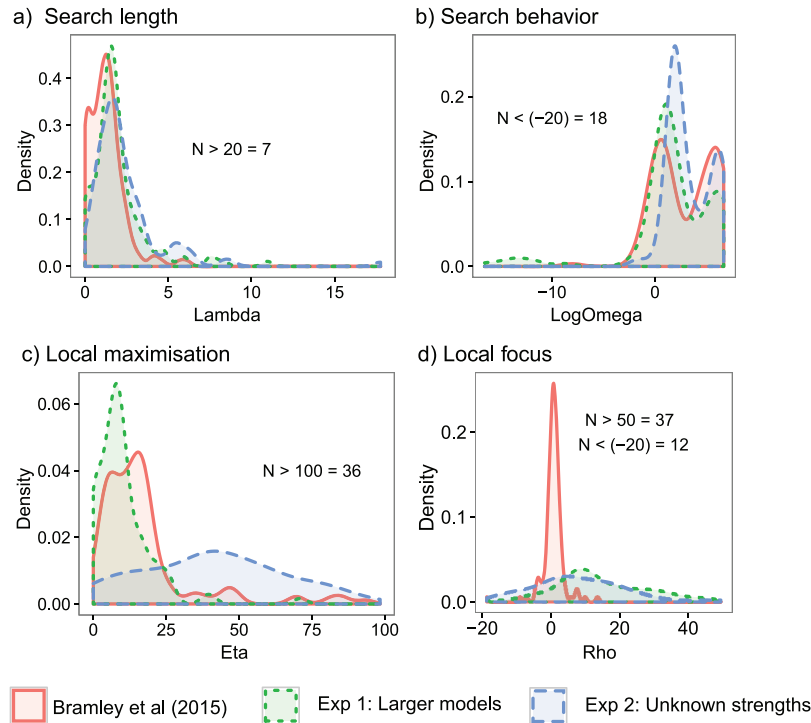 a) Search length
0.4
0.3
0.2
0.1
0.0
Density
N > 20 = 7
0
5
10
15
Lambda
b) Search behavior
0.2
0.1
0.0
Density
N < (−20) = 18
−10
0
LogOmega
c) Local maximisation
0.06
0.04
0.02
0.00
Density
N > 100 = 36
0
25
50
75
100
Eta
d) Local focus
0.2
0.1
0.0
Density
N > 50 = 37
N < (−20) = 12
−20
0
20
40
Rho
Bramley et al (2015)
Exp 1: Larger models
Exp 2: Unknown strengths